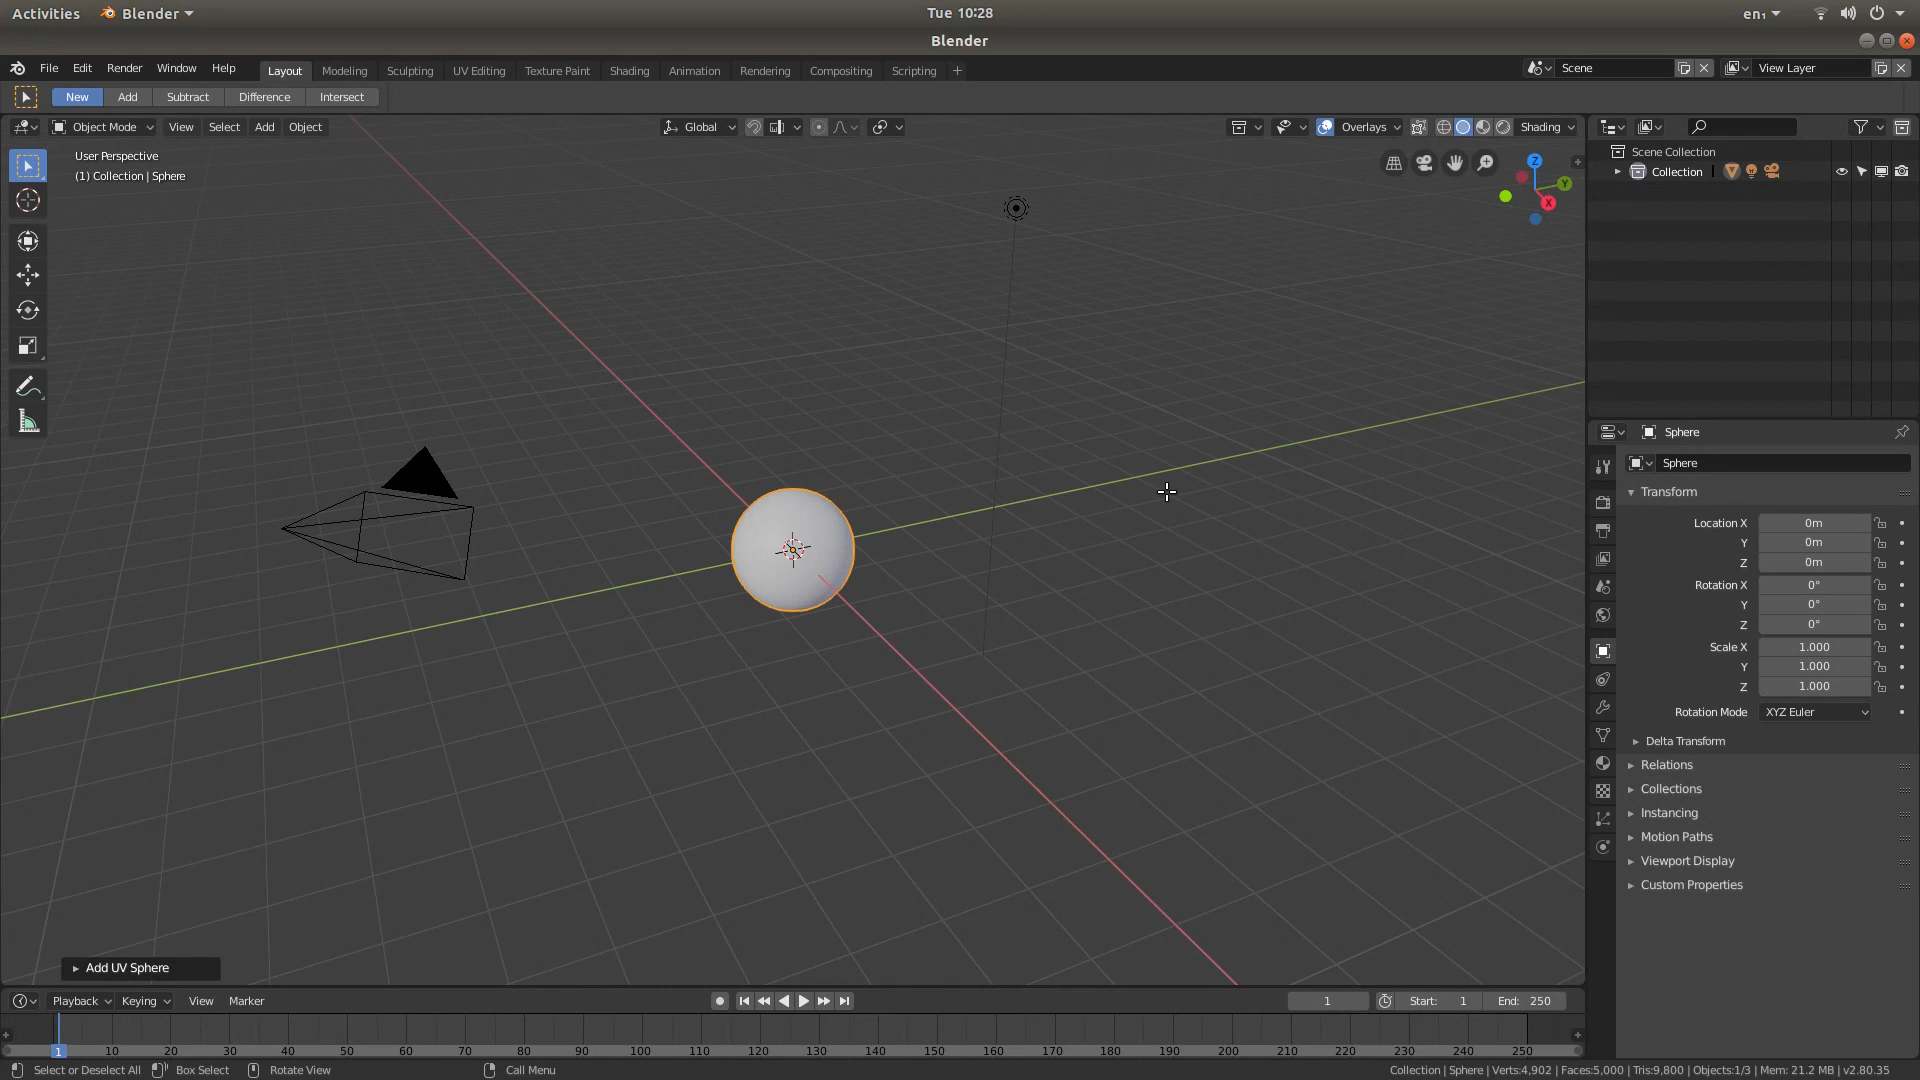 Activities Blender Tue 10:28 en₁
Blender
File Edit Render Window Help Layout Modeling Sculpting UV Editing Texture Paint Shading Animation Rendering Compositing Scripting + Scene View Layer
New Add Subtract Difference Intersect
Object Mode View Select Add Object Global Overlays Shading
User Perspective
(1) Collection | Sphere
Z
Y
X
Scene Collection
Collection
Sphere
Sphere
Transform
Location X 0m
Y 0m
Z 0m
Rotation X 0°
Y 0°
Z 0°
Scale X 1.000
Y 1.000
Z 1.000
Rotation Mode XYZ Euler
Delta Transform
Relations
Collections
Instancing
Motion Paths
Viewport Display
Custom Properties
Add UV Sphere
Playback Keying View Marker 1 Start: 1 End: 250
1 10 20 30 40 50 60 70 80 90 100 110 120 130 140 150 160 170 180 190 200 210 220 230 240 250
Select or Deselect All Box Select Rotate View Call Menu Collection | Sphere | Verts:4,902 | Faces:5,000 | Tris:9,800 | Objects:1/3 | Mem: 21.2 MB | v2.80.35